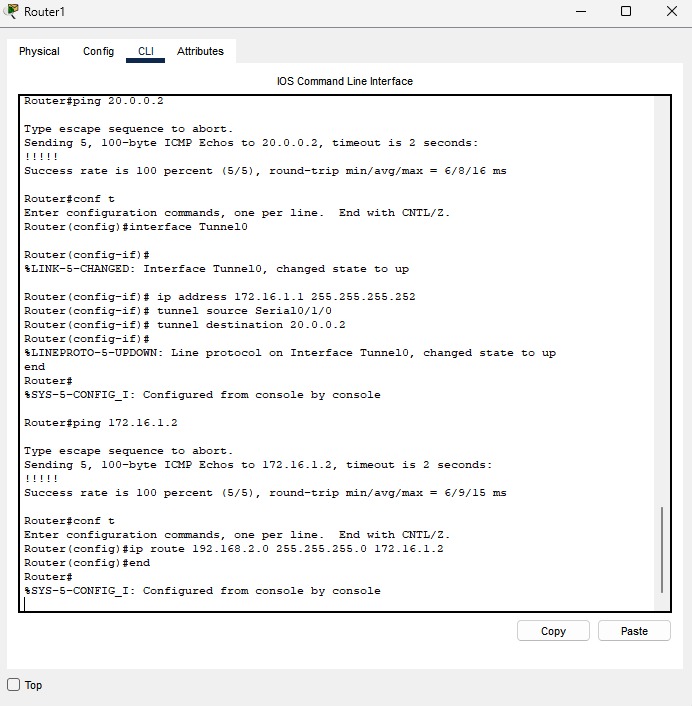 Router1
Physical Config CLI Attributes
IOS Command Line Interface
Router#ping 20.0.0.2
Type escape sequence to abort.
Sending 5, 100-byte ICMP Echos to 20.0.0.2, timeout is 2 seconds:
!!!!!
Success rate is 100 percent (5/5), round-trip min/avg/max = 6/8/16 ms
Router#conf t
Enter configuration commands, one per line.  End with CNTL/Z.
Router(config)#interface Tunnel0
Router(config-if)#
%LINK-5-CHANGED: Interface Tunnel0, changed state to up
Router(config-if)# ip address 172.16.1.1 255.255.255.252
Router(config-if)# tunnel source Serial0/1/0
Router(config-if)# tunnel destination 20.0.0.2
Router(config-if)#
%LINEPROTO-5-UPDOWN: Line protocol on Interface Tunnel0, changed state to up
end
Router#
%SYS-5-CONFIG_I: Configured from console by console
Router#ping 172.16.1.2
Type escape sequence to abort.
Sending 5, 100-byte ICMP Echos to 172.16.1.2, timeout is 2 seconds:
!!!!!
Success rate is 100 percent (5/5), round-trip min/avg/max = 6/9/15 ms
Router#conf t
Enter configuration commands, one per line.  End with CNTL/Z.
Router(config)#ip route 192.168.2.0 255.255.255.0 172.16.1.2
Router(config)#end
Router#
%SYS-5-CONFIG_I: Configured from console by console
Copy Paste
Top